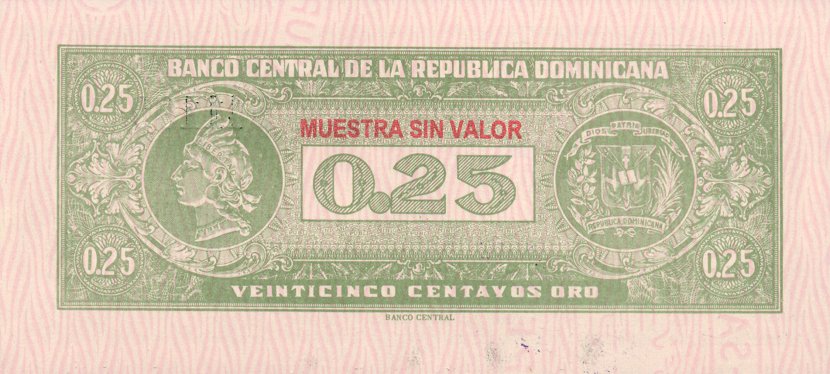 BANCO CENTRAL DE LA REPUBLICA DOMINICANA
0.25
0.25
MUESTRA SIN VALOR
DIOS PATRIA LIBERTAD
0.25
REPUBLICA DOMINICANA
0.25
0.25
VEINTICINCO CENTAVOS ORO
BANCO CENTRAL